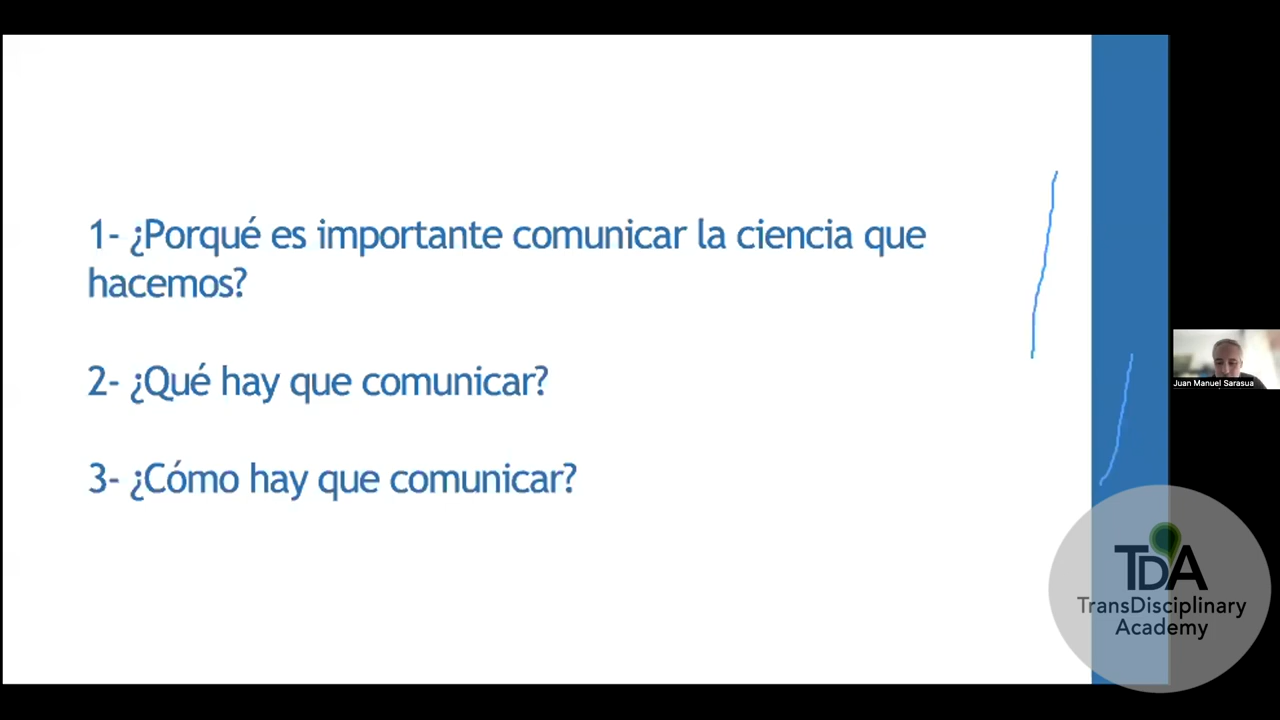 1- ¿Porqué es importante comunicar la ciencia que
hacemos?
2- ¿Qué hay que comunicar?
3- ¿Cómo hay que comunicar?
Juan Manuel Sarasua
TDA
TransDisciplinary
Academy